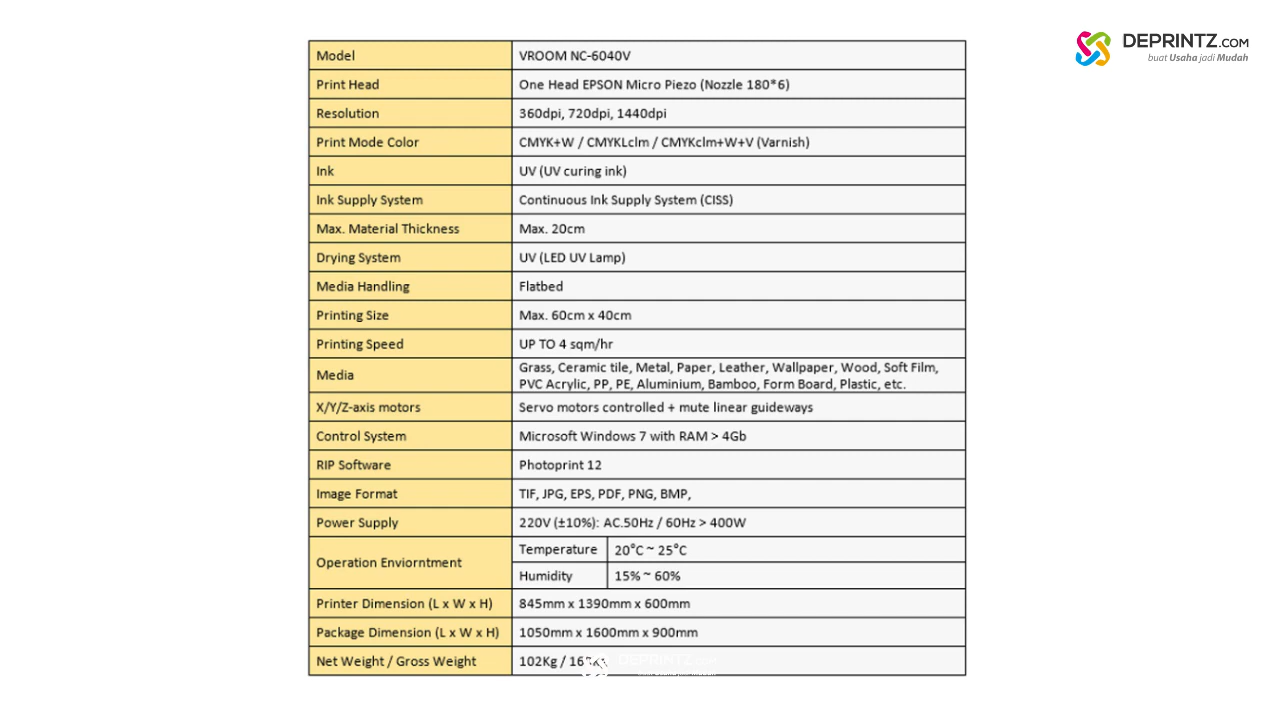 DEPRINTZ.COM
buat Usaha jadi Mudah
Model VROOM NC-6040V
Print Head One Head EPSON Micro Piezo (Nozzle 180*6)
Resolution 360dpi, 720dpi, 1440dpi
Print Mode Color CMYK+W / CMYKLclm / CMYKclm+W+V (Varnish)
Ink UV (UV curing ink)
Ink Supply System Continuous Ink Supply System (CISS)
Max. Material Thickness Max. 20cm
Drying System UV (LED UV Lamp)
Media Handling Flatbed
Printing Size Max. 60cm x 40cm
Printing Speed UP TO 4 sqm/hr
Media Grass, Ceramic tile, Metal, Paper, Leather, Wallpaper, Wood, Soft Film,
PVC Acrylic, PP, PE, Aluminium, Bamboo, Form Board, Plastic, etc.
X/Y/Z-axis motors Servo motors controlled + mute linear guideways
Control System Microsoft Windows 7 with RAM > 4Gb
RIP Software Photoprint 12
Image Format TIF, JPG, EPS, PDF, PNG, BMP,
Power Supply 220V (±10%): AC.50Hz / 60Hz > 400W
Operation Enviorntment Temperature 20°C ~ 25°C
Humidity 15% ~ 60%
Printer Dimension (L x W x H) 845mm x 1390mm x 600mm
Package Dimension (L x W x H) 1050mm x 1600mm x 900mm
Net Weight / Gross Weight 102Kg /
DEPRINTZ.COM
buat Usaha jadi Mudah